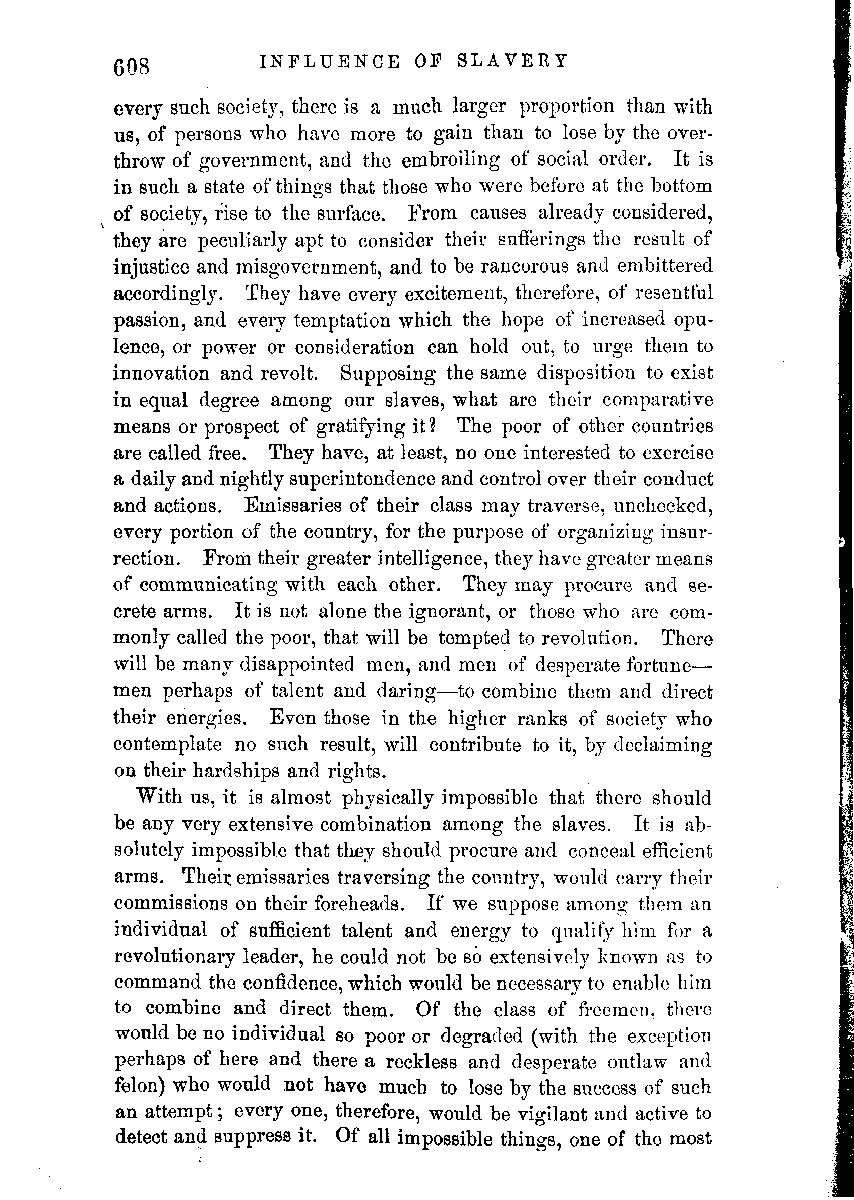 608 INFLUENCE OF SLAVERY
every such society, there is a much larger proportion than with
us, of persons who have more to gain than to lose by the over-
throw of government, and the embroiling of social order. It is
in such a state of things that those who were before at the bottom
of society, rise to the surface. From causes already considered,
they are peculiarly apt to consider their sufferings the result of
injustice and misgovernment, and to be rancorous and embittered
accordingly. They have every excitement, therefore, of resentful
passion, and every temptation which the hope of increased opu-
lence, or power or consideration can hold out, to urge them to
innovation and revolt. Supposing the same disposition to exist
in equal degree among our slaves, what are their comparative
means or prospect of gratifying it? The poor of other countries
are called free. They have, at least, no one interested to exercise
a daily and nightly superintendence and control over their conduct
and actions. Emissaries of their class may traverse, unchecked,
every portion of the country, for the purpose of organizing insur-
rection. From their greater intelligence, they have greater means
of communicating with each other. They may procure and se-
crete arms. It is not alone the ignorant, or those who are com-
monly called the poor, that will be tempted to revolution. There
will be many disappointed men, and men of desperate fortune—
men perhaps of talent and daring—to combine them and direct
their energies. Even those in the higher ranks of society who
contemplate no such result, will contribute to it, by declaiming
on their hardships and rights.
With us, it is almost physically impossible that there should
be any very extensive combination among the slaves. It is ab-
solutely impossible that they should procure and conceal efficient
arms. Their emissaries traversing the country, would carry their
commissions on their foreheads. If we suppose among them an
individual of sufficient talent and energy to qualify him for a
revolutionary leader, he could not be so extensively known as to
command the confidence, which would be necessary to enable him
to combine and direct them. Of the class of freemen, there
would be no individual so poor or degraded (with the exception
perhaps of here and there a reckless and desperate outlaw and
felon) who would not have much to lose by the success of such
an attempt; every one, therefore, would be vigilant and active to
detect and suppress it. Of all impossible things, one of the most